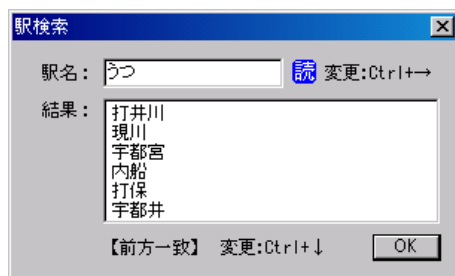 駅検索
駅名： うつ 読 変更:Ctrl+→
結果： 打井川
現川
宇都宮
内船
打保
宇都井
【前方一致】 変更:Ctrl+↓ OK